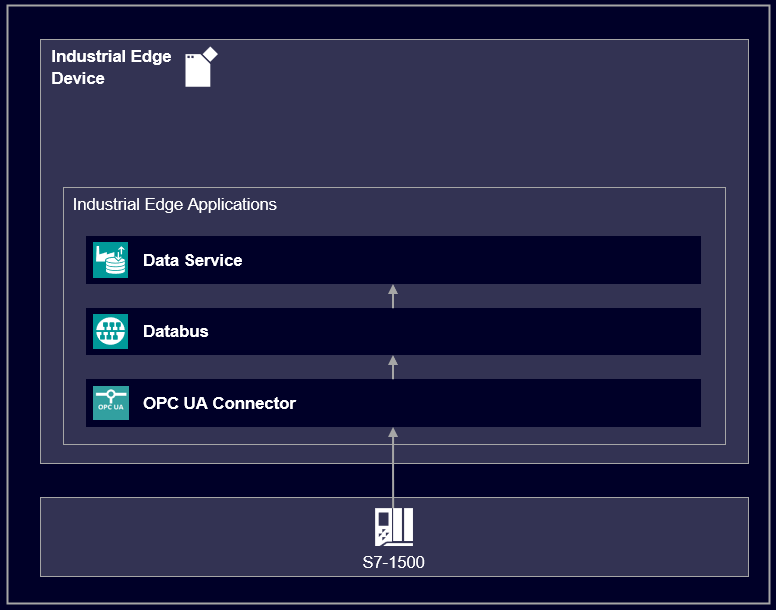 Industrial Edge
Device
Industrial Edge Applications
Data Service
Databus
OPC UA
OPC UA Connector
S7-1500